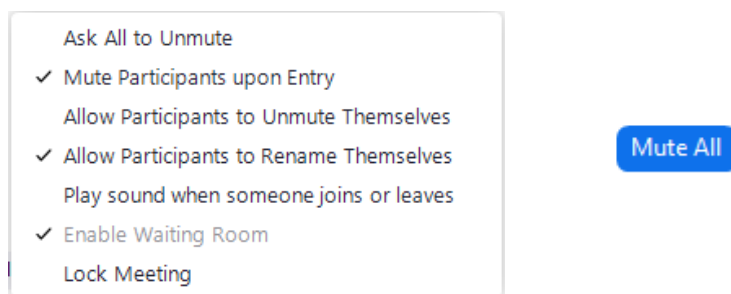 Ask All to Unmute
Mute Participants upon Entry
Allow Participants to Unmute Themselves
Allow Participants to Rename Themselves
Play sound when someone joins or leaves
Enable Waiting Room
Lock Meeting
Mute All